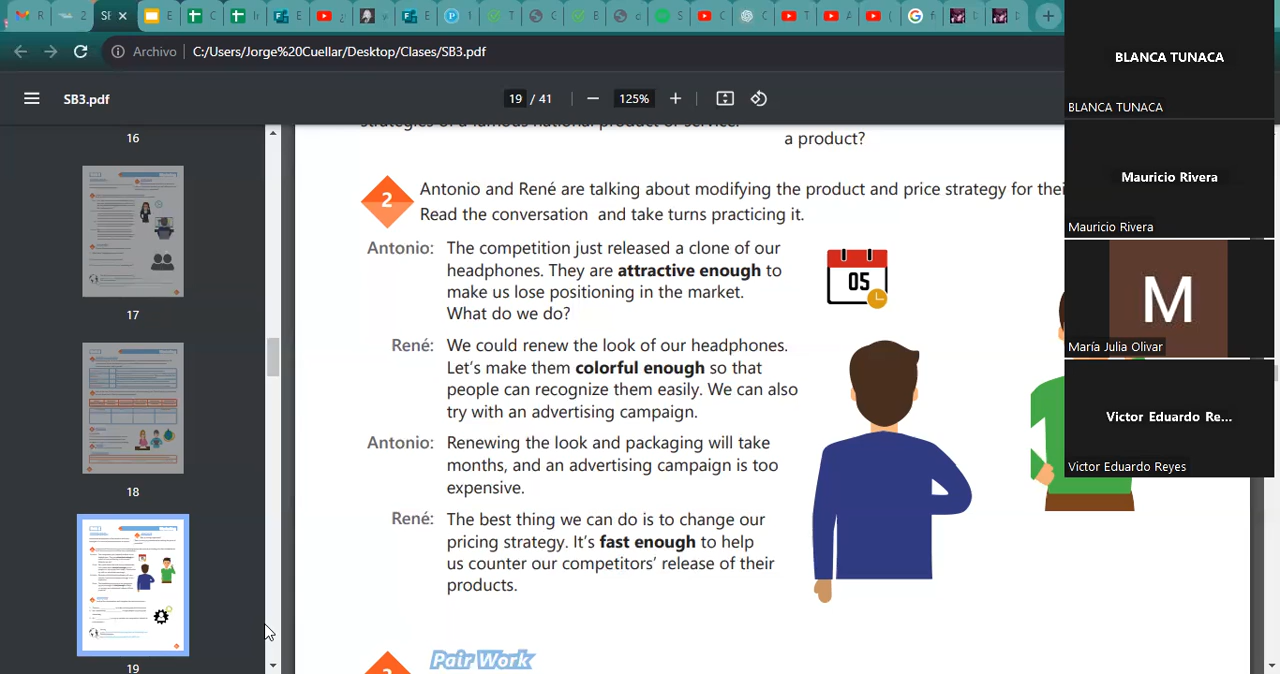 SB3.pdf
Archivo
C:/Users/Jorge%20Cuellar/Desktop/Clases/SB3.pdf
SB3.pdf
19 / 41
125%
16
17
18
19
a product?
2
Antonio and René are talking about modifying the product and price strategy for thei
Read the conversation and take turns practicing it.
Antonio: The competition just released a clone of our
headphones. They are attractive enough to
make us lose positioning in the market.
What do we do?
05
René: We could renew the look of our headphones.
Let's make them colorful enough so that
people can recognize them easily. We can also
try with an advertising campaign.
Antonio: Renewing the look and packaging will take
months, and an advertising campaign is too
expensive.
René: The best thing we can do is to change our
pricing strategy. It's fast enough to help
us counter our competitors' release of their
products.
Pair Work
BLANCA TUNACA
BLANCA TUNACA
Mauricio Rivera
Mauricio Rivera
M
María Julia Olivar
Victor Eduardo Re...
Victor Eduardo Reyes